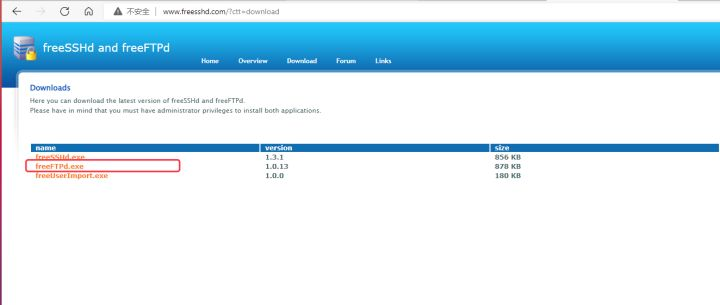 不安全 | www.freesshd.com/?ctt=download
freeSSHd and freeFTPd
Home Overview Download Forum Links
Downloads
Here you can download the latest version of freeSSHd and freeFTPd.
Please have in mind that you must have administrator privileges to install both applications.
name version size
freeSSHd.exe 1.3.1 856 KB
freeFTPd.exe 1.0.13 878 KB
freeUserImport.exe 1.0.0 180 KB